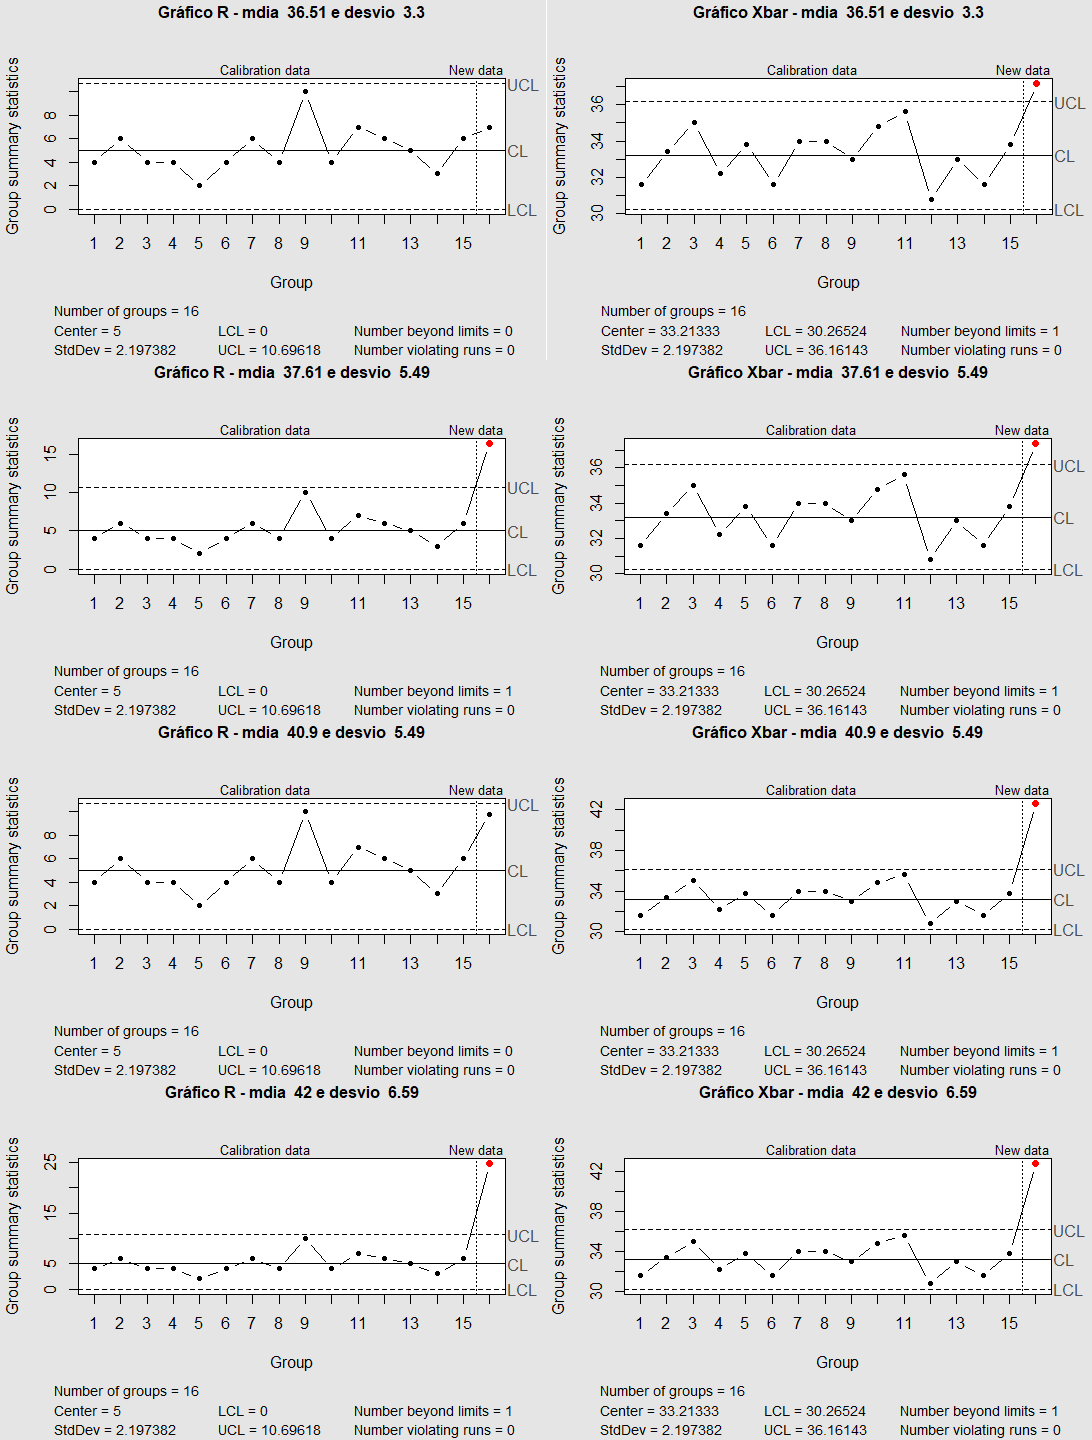 Gráfico R - mdia 36.51 e desvio 3.3
Calibration data New data
Group summary statistics
0 2 4 6 8
UCL
CL
LCL
1 2 3 4 5 6 7 8 9 11 13 15
Group
Number of groups = 16
Center = 5 LCL = 0 Number beyond limits = 0
StdDev = 2.197382 UCL = 10.69618 Number violating runs = 0
Gráfico Xbar - mdia 36.51 e desvio 3.3
Calibration data New data
Group summary statistics
30 32 34 36
UCL
CL
LCL
1 2 3 4 5 6 7 8 9 11 13 15
Group
Number of groups = 16
Center = 33.21333 LCL = 30.26524 Number beyond limits = 1
StdDev = 2.197382 UCL = 36.16143 Number violating runs = 0
Gráfico R - mdia 37.61 e desvio 5.49
Calibration data New data
Group summary statistics
0 5 10 15
UCL
CL
LCL
1 2 3 4 5 6 7 8 9 11 13 15
Group
Number of groups = 16
Center = 5 LCL = 0 Number beyond limits = 1
StdDev = 2.197382 UCL = 10.69618 Number violating runs = 0
Gráfico Xbar - mdia 37.61 e desvio 5.49
Calibration data New data
Group summary statistics
30 32 34 36
UCL
CL
LCL
1 2 3 4 5 6 7 8 9 11 13 15
Group
Number of groups = 16
Center = 33.21333 LCL = 30.26524 Number beyond limits = 1
StdDev = 2.197382 UCL = 36.16143 Number violating runs = 0
Gráfico R - mdia 40.9 e desvio 5.49
Calibration data New data
Group summary statistics
0 2 4 6 8
UCL
CL
LCL
1 2 3 4 5 6 7 8 9 11 13 15
Group
Number of groups = 16
Center = 5 LCL = 0 Number beyond limits = 0
StdDev = 2.197382 UCL = 10.69618 Number violating runs = 0
Gráfico Xbar - mdia 40.9 e desvio 5.49
Calibration data New data
Group summary statistics
30 34 38 42
UCL
CL
LCL
1 2 3 4 5 6 7 8 9 11 13 15
Group
Number of groups = 16
Center = 33.21333 LCL = 30.26524 Number beyond limits = 1
StdDev = 2.197382 UCL = 36.16143 Number violating runs = 0
Gráfico R - mdia 42 e desvio 6.59
Calibration data New data
Group summary statistics
0 5 15 25
UCL
CL
LCL
1 2 3 4 5 6 7 8 9 11 13 15
Group
Number of groups = 16
Center = 5 LCL = 0 Number beyond limits = 1
StdDev = 2.197382 UCL = 10.69618 Number violating runs = 0
Gráfico Xbar - mdia 42 e desvio 6.59
Calibration data New data
Group summary statistics
30 34 38 42
UCL
CL
LCL
1 2 3 4 5 6 7 8 9 11 13 15
Group
Number of groups = 16
Center = 33.21333 LCL = 30.26524 Number beyond limits = 1
StdDev = 2.197382 UCL = 36.16143 Number violating runs = 0